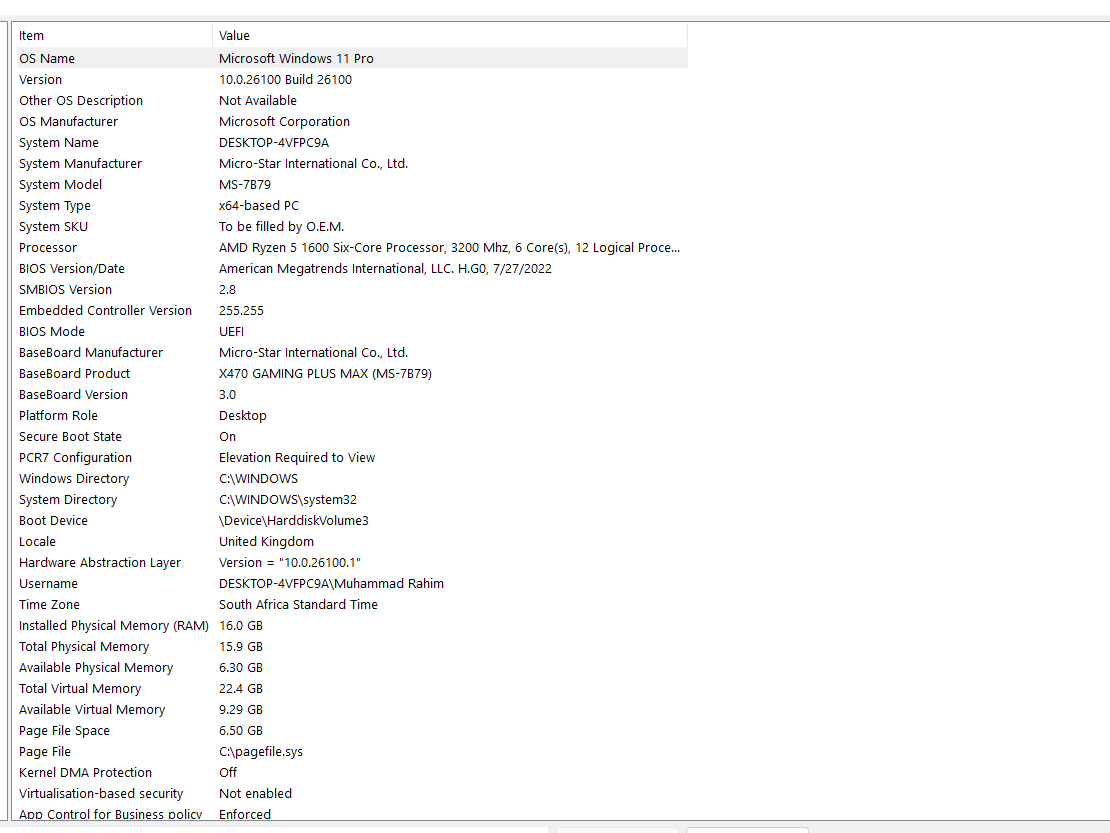 Item Value
OS Name Microsoft Windows 11 Pro
Version 10.0.26100 Build 26100
Other OS Description Not Available
OS Manufacturer Microsoft Corporation
System Name DESKTOP-4VFPC9A
System Manufacturer Micro-Star International Co., Ltd.
System Model MS-7B79
System Type x64-based PC
System SKU To be filled by O.E.M.
Processor AMD Ryzen 5 1600 Six-Core Processor, 3200 Mhz, 6 Core(s), 12 Logical Proce...
BIOS Version/Date American Megatrends International, LLC. H.G0, 7/27/2022
SMBIOS Version 2.8
Embedded Controller Version 255.255
BIOS Mode UEFI
BaseBoard Manufacturer Micro-Star International Co., Ltd.
BaseBoard Product X470 GAMING PLUS MAX (MS-7B79)
BaseBoard Version 3.0
Platform Role Desktop
Secure Boot State On
PCR7 Configuration Elevation Required to View
Windows Directory C:\WINDOWS
System Directory C:\WINDOWS\system32
Boot Device \Device\HarddiskVolume3
Locale United Kingdom
Hardware Abstraction Layer Version = "10.0.26100.1"
Username DESKTOP-4VFPC9A\Muhammad Rahim
Time Zone South Africa Standard Time
Installed Physical Memory (RAM) 16.0 GB
Total Physical Memory 15.9 GB
Available Physical Memory 6.30 GB
Total Virtual Memory 22.4 GB
Available Virtual Memory 9.29 GB
Page File Space 6.50 GB
Page File C:\pagefile.sys
Kernel DMA Protection Off
Virtualisation-based security Not enabled
App Control for Business policy Enforced